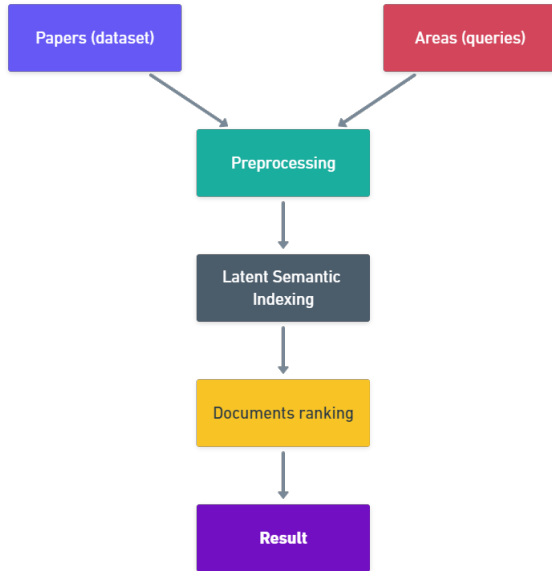 Papers (dataset)
Areas (queries)
Preprocessing
Latent Semantic
Indexing
Documents ranking
Result